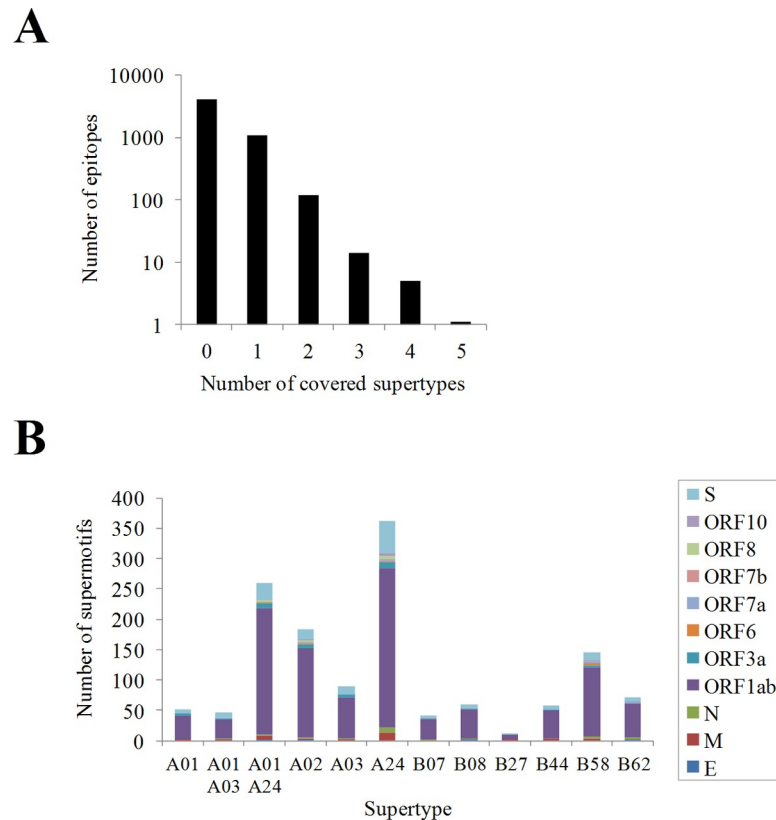 A
Number of epitopes
10000
1000
100
10
1
0 1 2 3 4 5
Number of covered supertypes
B
Number of supermotifs
400
350
300
250
200
150
100
50
0
A01 A01 A01 A02 A03 A24 B07 B08 B27 B44 B58 B62
A03 A24
Supertype
S
ORF10
ORF8
ORF7b
ORF7a
ORF6
ORF3a
ORF1ab
N
M
E